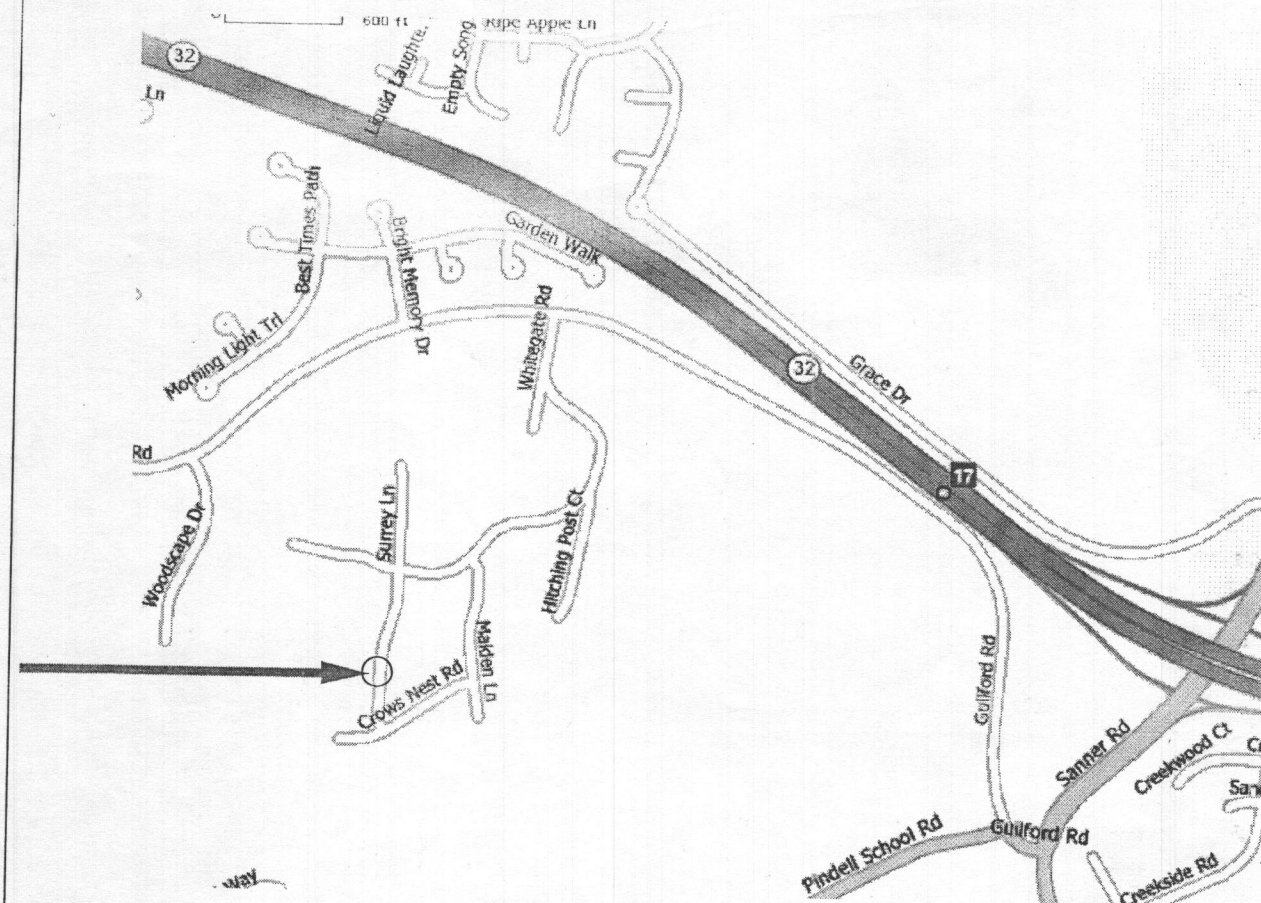 600 ft
Ripe Apple Ln
32
Ln
Empty Song
Best Times Path
Bright Memory Dr
Garden Walk
Whitegate Rd
Morning Light Trl
32
Grace Dr
Rd
17
Surrey Ln
Woodscape Dr
Hitching Post Ct
Maiden Ln
Crows Nest Rd
Guilford Rd
Sanner Rd
Creekwood Ct
Guilford Rd
Pindell School Rd
Creekside Rd
Way